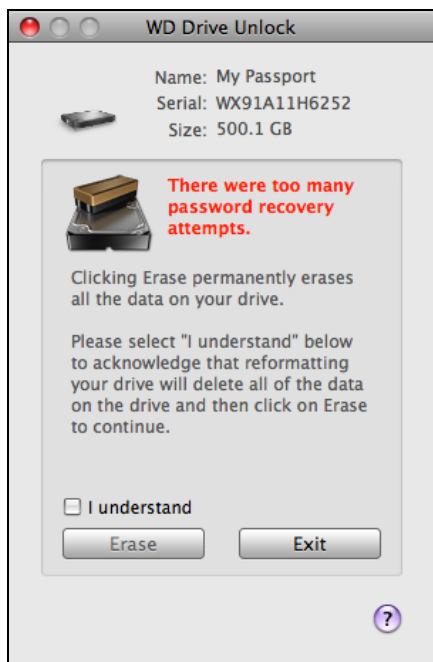 WD Drive Unlock
Name: My Passport
Serial: WX91A11H6252
Size: 500.1 GB
There were too many
password recovery
attempts.
Clicking Erase permanently erases
all the data on your drive.
Please select "I understand" below
to acknowledge that reformatting
your drive will delete all of the data
on the drive and then click on Erase
to continue.
I understand
Erase
Exit
?